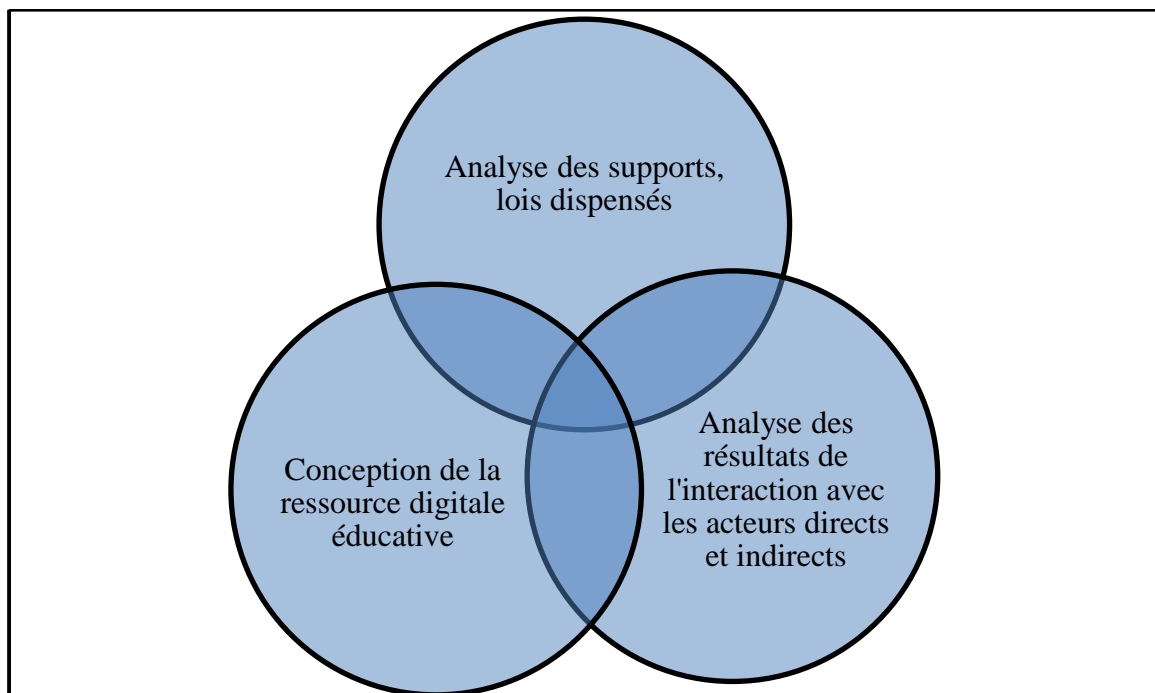 Analyse des supports,
lois dispensés
Conception de la
ressource digitale
éducative
Analyse des
résultats de
l'interaction avec
les acteurs directs
et indirects